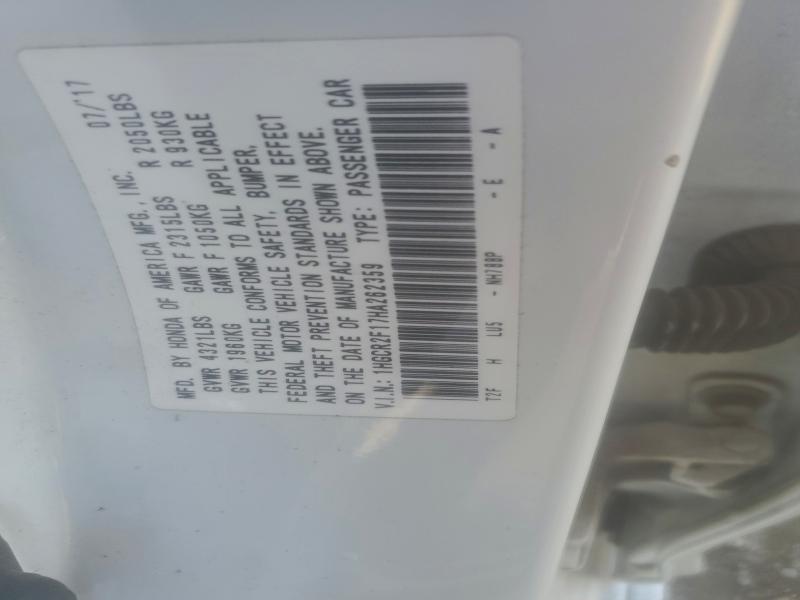 MFD. BY HONDA OF AMERICA MFG., INC. 07/'17
GVWR 4321LBS GAWR F 2315LBS R 2050LBS
GVWR 1960KG GAWR F 1050KG R 930KG
THIS VEHICLE CONFORMS TO ALL APPLICABLE
FEDERAL MOTOR VEHICLE SAFETY, BUMPER,
AND THEFT PREVENTION STANDARDS IN EFFECT
ON THE DATE OF MANUFACTURE SHOWN ABOVE.
V.I.N.: 1HGCR2F17HA262359 TYPE: PASSENGER CAR
T2F H LU5 - NH788P - E - A